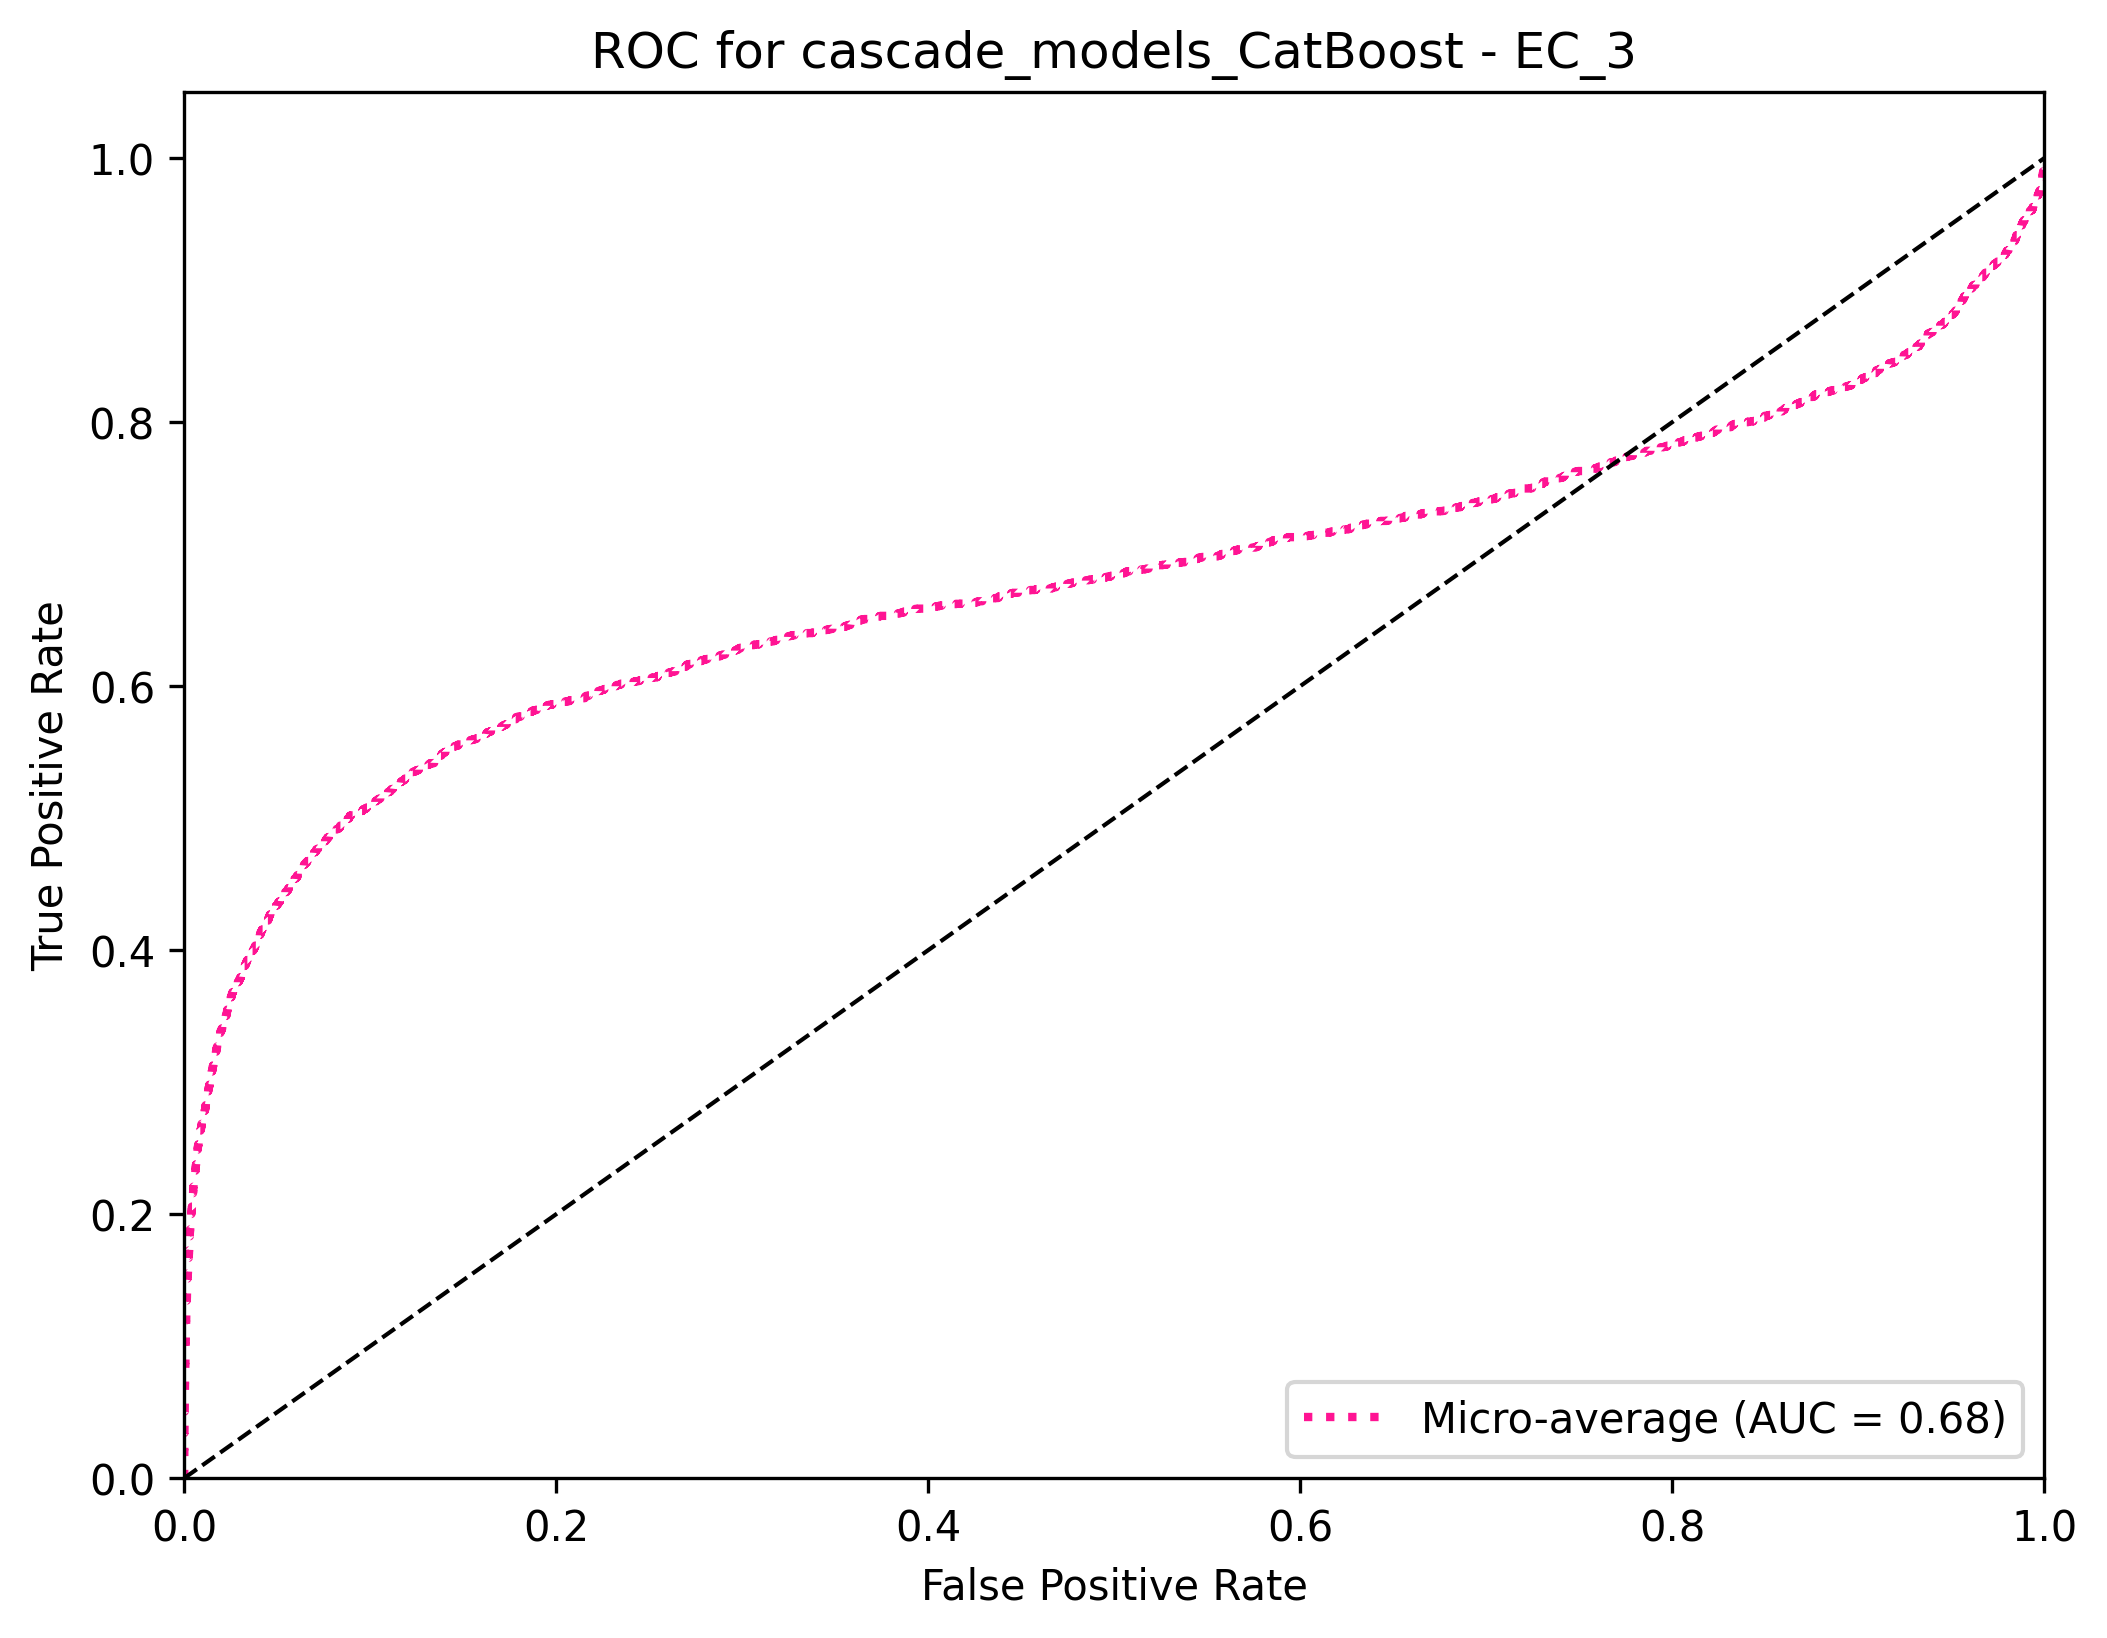 ROC for cascade_models_CatBoost - EC_3
True Positive Rate
1.0
0.8
0.6
0.4
0.2
0.0
0.0 0.2 0.4 0.6 0.8 1.0
False Positive Rate
Micro-average (AUC = 0.68)